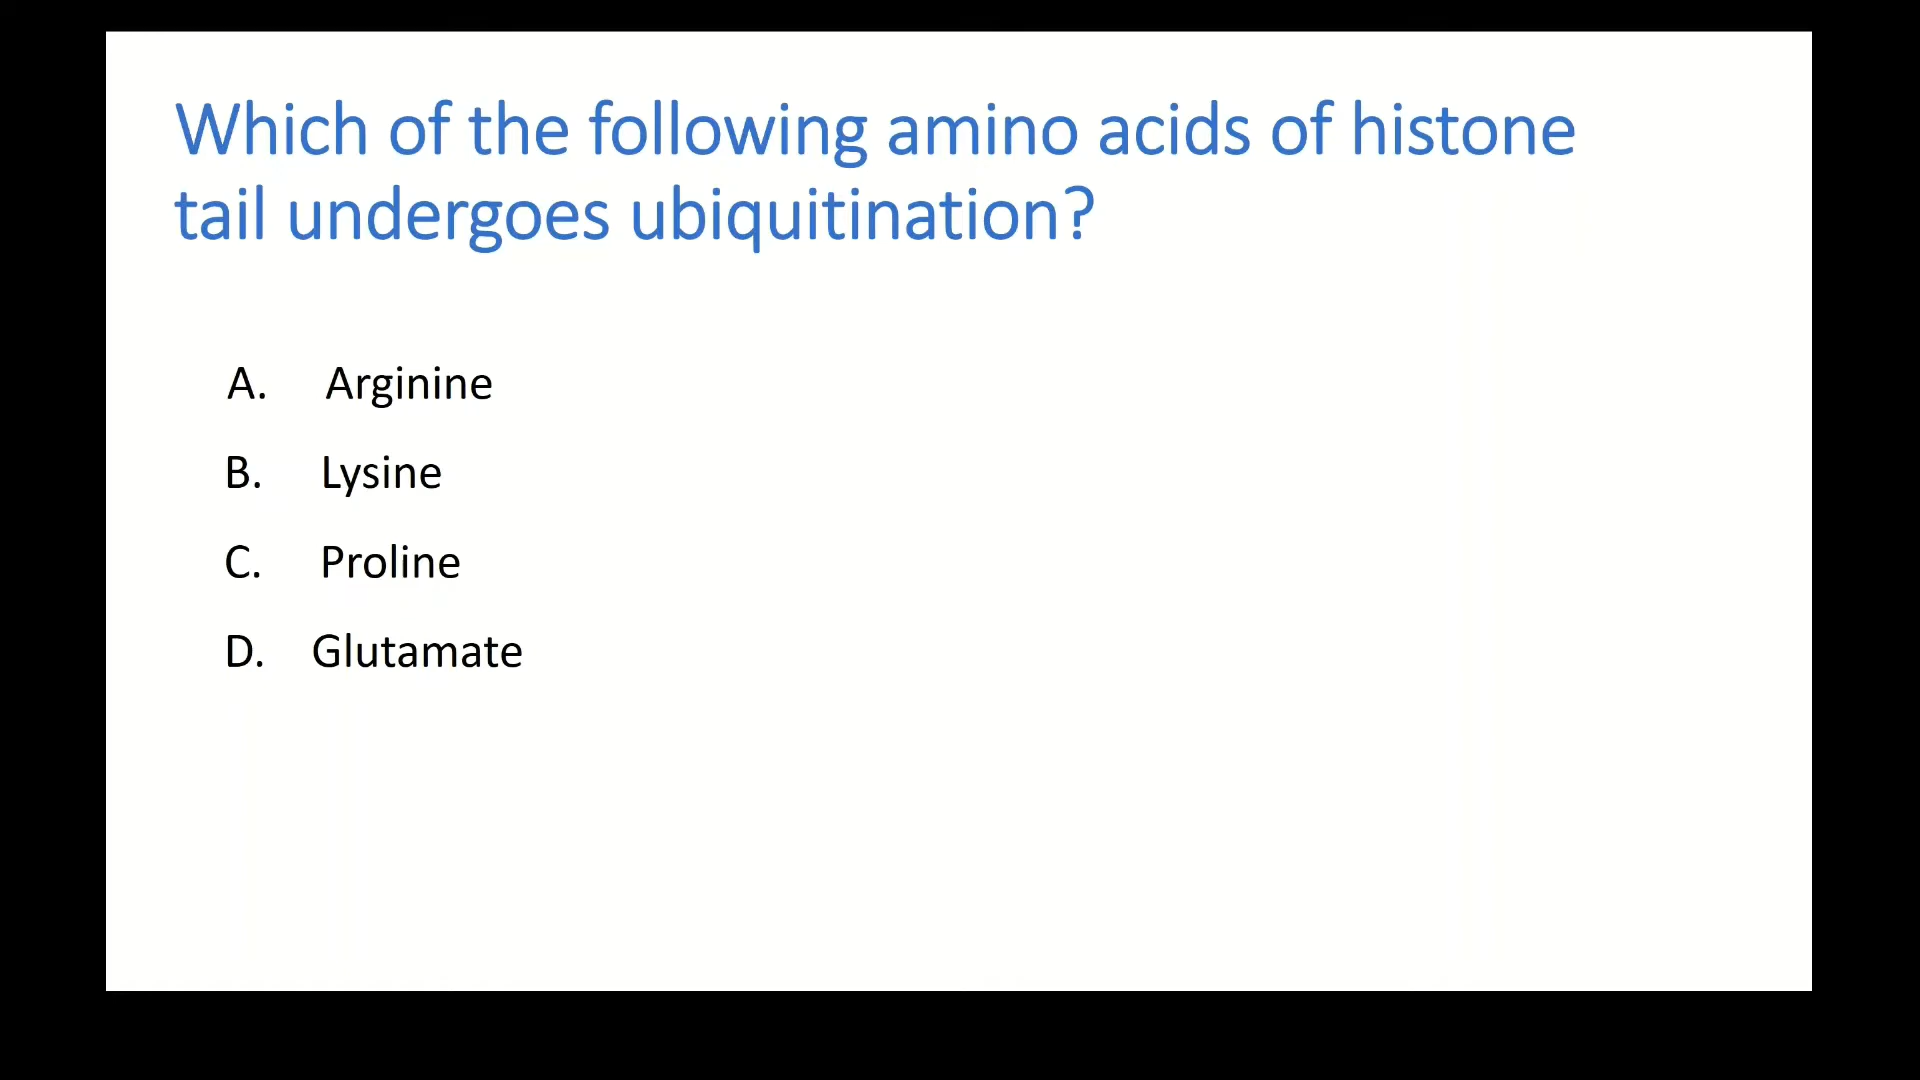 Which of the following amino acids of histone
tail undergoes ubiquitination?
A. Arginine
B. Lysine
C. Proline
D. Glutamate